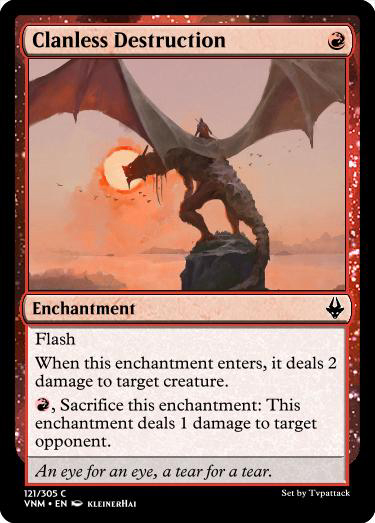 Clanless Destruction
Enchantment
Flash
When this enchantment enters, it deals 2
damage to target creature.
, Sacrifice this enchantment: This
enchantment deals 1 damage to target
opponent.
An eye for an eye, a tear for a tear.
121/305 C
Set by Tvpattack
VNM • EN KLEINERHAI